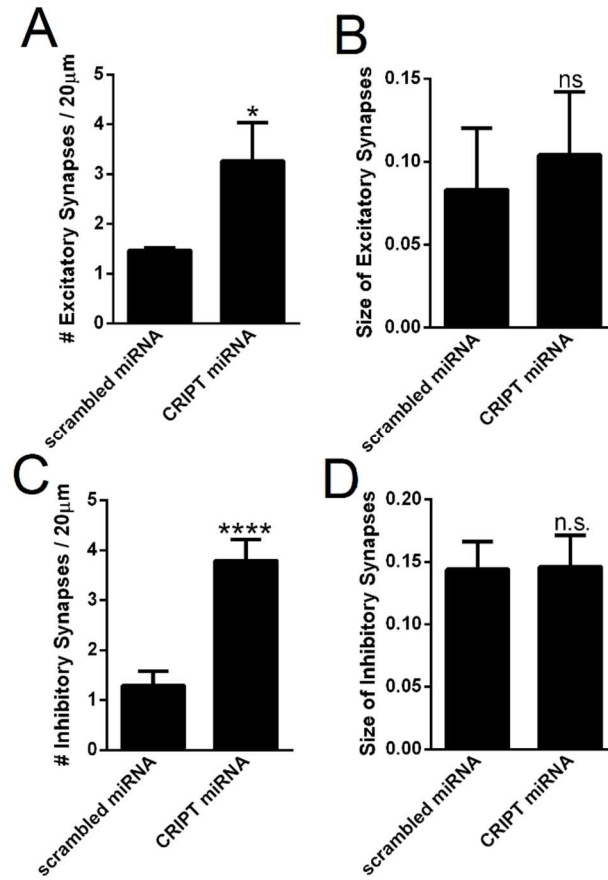 A
# Excitatory Synapses / 20µm
5
4
3
2
1
0
*
scrambled miRNA
CRIPT miRNA
B
Size of Excitatory Synapses
0.15
0.10
0.05
0.00
ns
scrambled miRNA
CRIPT miRNA
C
# Inhibitory Synapses / 20µm
5
4
3
2
1
0
****
scrambled miRNA
CRIPT miRNA
D
Size of Inhibitory Synapses
0.20
0.15
0.10
0.05
0.00
n.s.
scrambled miRNA
CRIPT miRNA